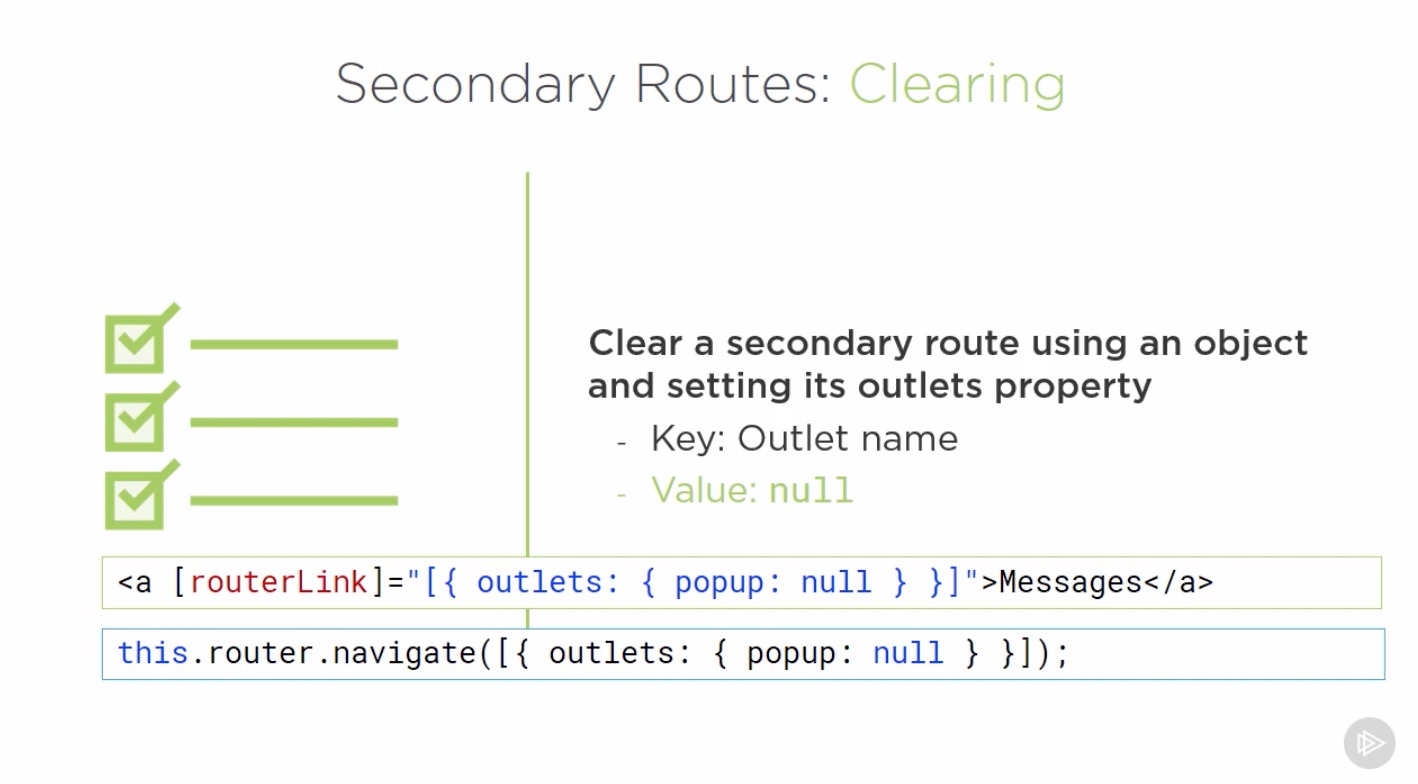 Secondary Routes: Clearing
Clear a secondary route using an object
and setting its outlets property
- Key: Outlet name
- Value: null
<a [routerLink]="[{ outlets: { popup: null } }]">Messages</a>
this.router.navigate([{ outlets: { popup: null } }]);